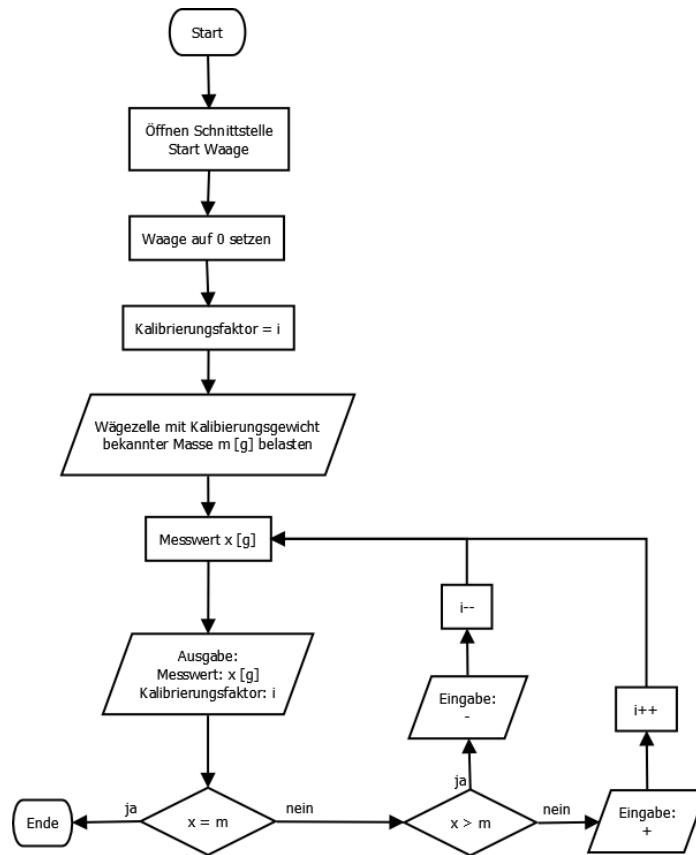 Start
Öffnen Schnittstelle
Start Waage
Waage auf 0 setzen
Kalibrierungsfaktor = i
Wägezelle mit Kalibierungsgewicht
bekannter Masse m [g] belasten
Messwert x [g]
i--
Ausgabe:
Messwert: x [g]
Kalibrierungsfaktor: i
Eingabe:
-
i++
ja
ja
nein
nein
Ende
x = m
x > m
Eingabe:
+